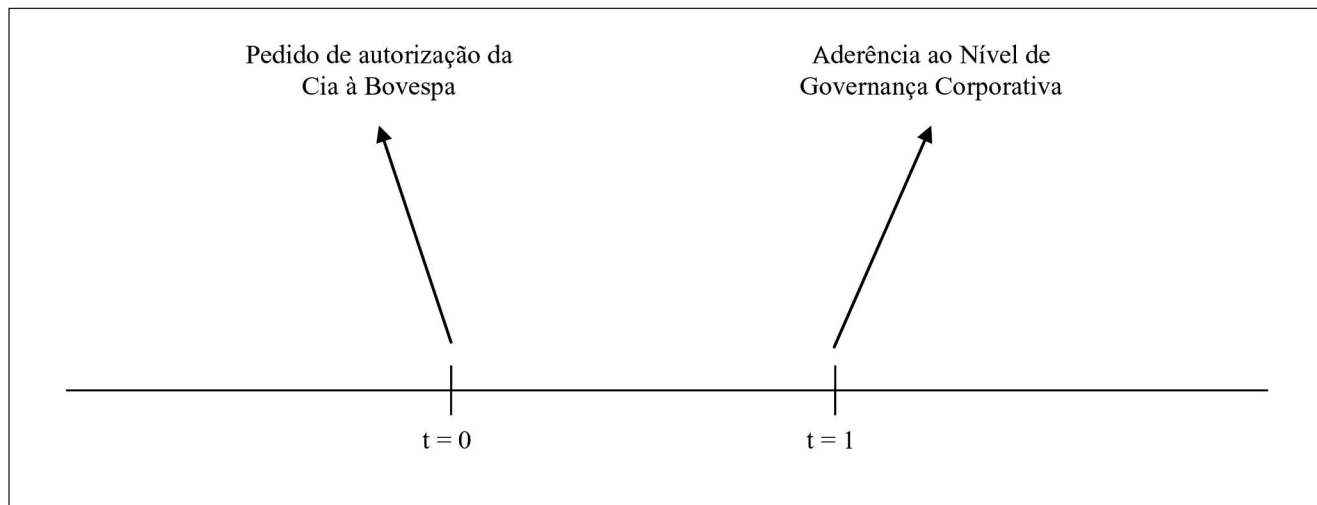 Pedido de autorização da
Cia à Bovespa
Aderência ao Nível de
Governança Corporativa
t = 0
t = 1